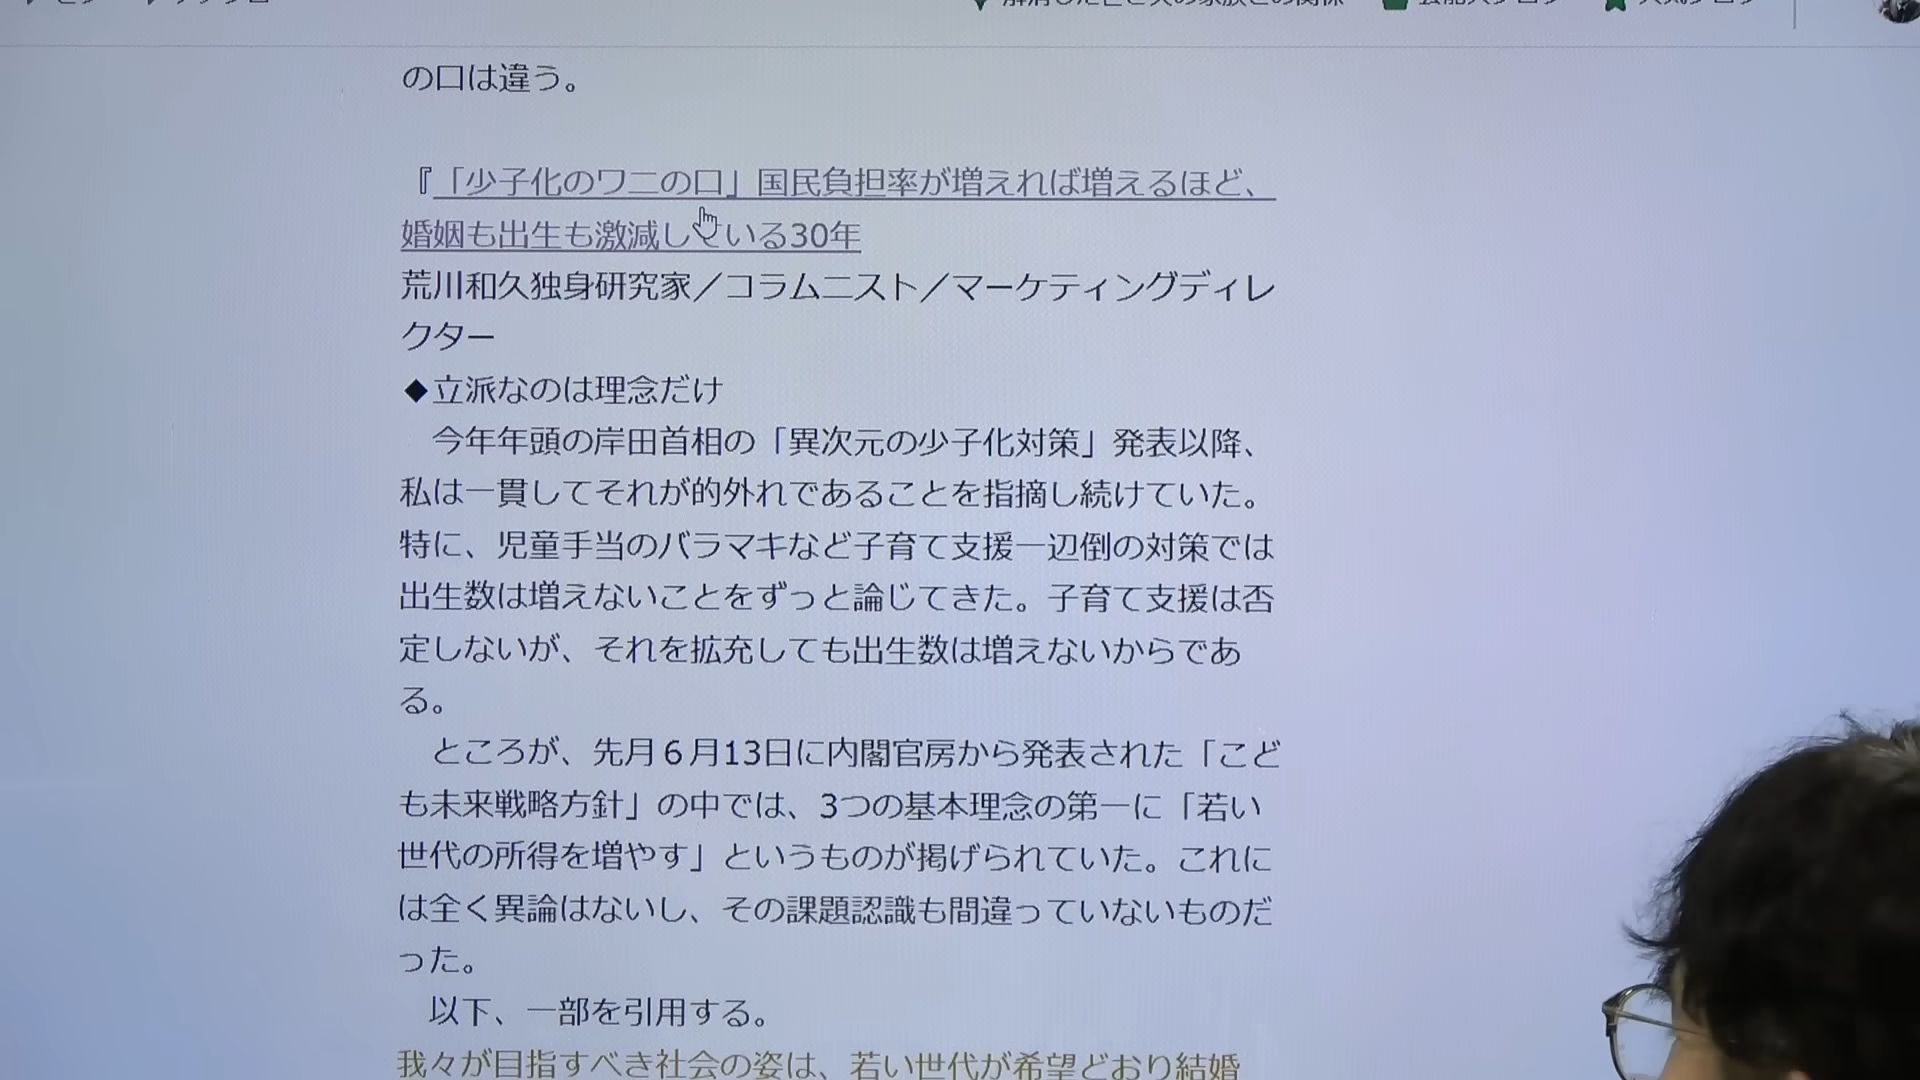 の口は違う。
『「少子化のワニの口」国民負担率が増えれば増えるほど、
婚姻も出生も激減している30年
荒川和久独身研究家／コラムニスト／マーケティングディレ
クター
◆立派なのは理念だけ
今年年頭の岸田首相の「異次元の少子化対策」発表以降、
私は一貫してそれが的外れであることを指摘し続けていた。
特に、児童手当のバラマキなど子育て支援一辺倒の対策では
出生数は増えないことをずっと論じてきた。子育て支援は否
定しないが、それを拡充しても出生数は増えないからであ
る。
ところが、先月６月13日に内閣官房から発表された「こど
も未来戦略方針」の中では、3つの基本理念の第一に「若い
世代の所得を増やす」というものが掲げられていた。これに
は全く異論はないし、その課題認識も間違っていないものだ
った。
以下、一部を引用する。
我々が目指すべき社会の姿は、若い世代が希望どおり結婚